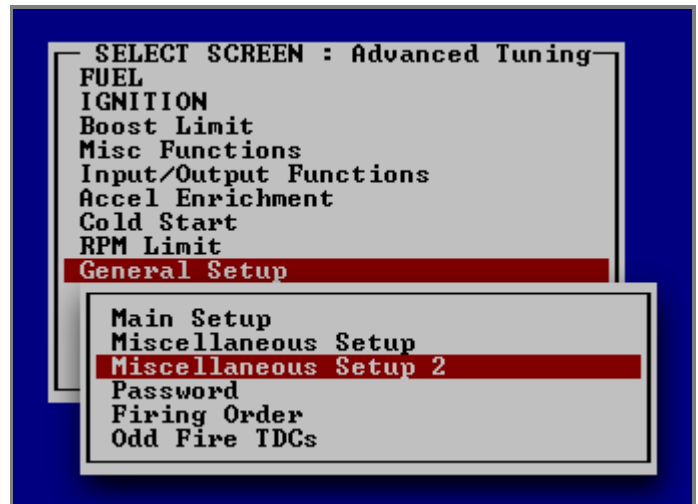 SELECT SCREEN : Advanced Tuning
FUEL
IGNITION
Boost Limit
Misc Functions
Input/Output Functions
Accel Enrichment
Cold Start
RPM Limit
General Setup
Main Setup
Miscellaneous Setup
Miscellaneous Setup 2
Password
Firing Order
Odd Fire TDCs